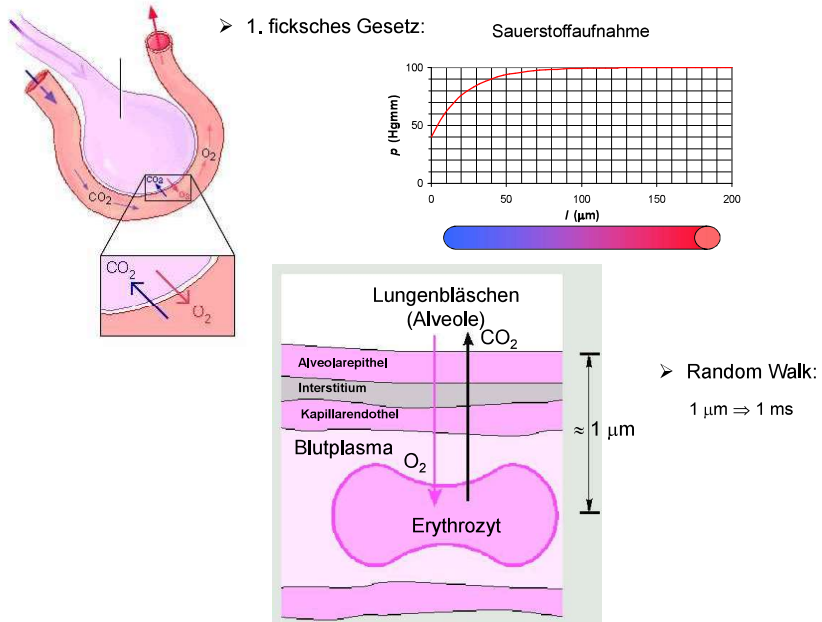 ➢ 1. ficksches Gesetz:
Sauerstoffaufnahme
p (Hgmm)
100
50
0
0 50 100 150 200
l (µm)
O₂
CO₂
CO₂
O₂
CO₂
O₂
Lungenbläschen
(Alveole)
CO₂
Alveolarepithel
Interstitium
Kapillarendothel
Blutplasma
O₂
Erythrozyt
≈ 1 µm
➢ Random Walk:
1 µm ⇒ 1 ms